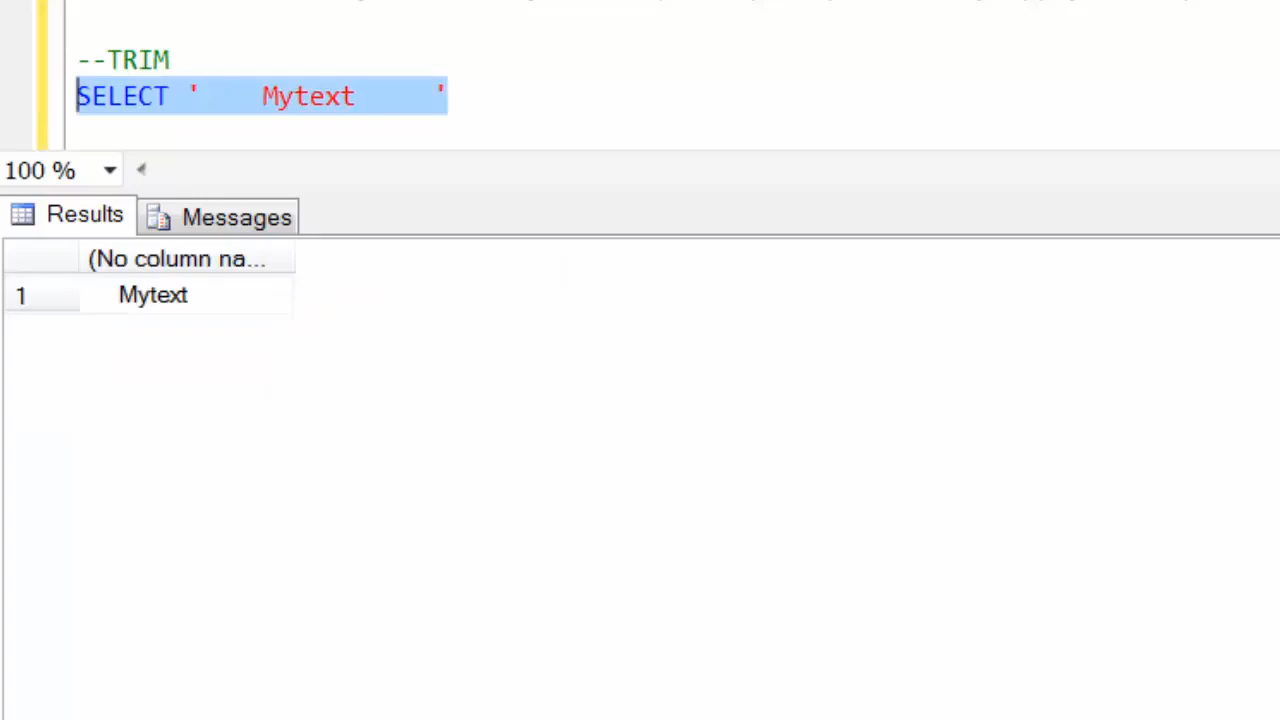 --TRIM
SELECT '    Mytext     '
100 %
Results Messages
(No column na...
1 Mytext